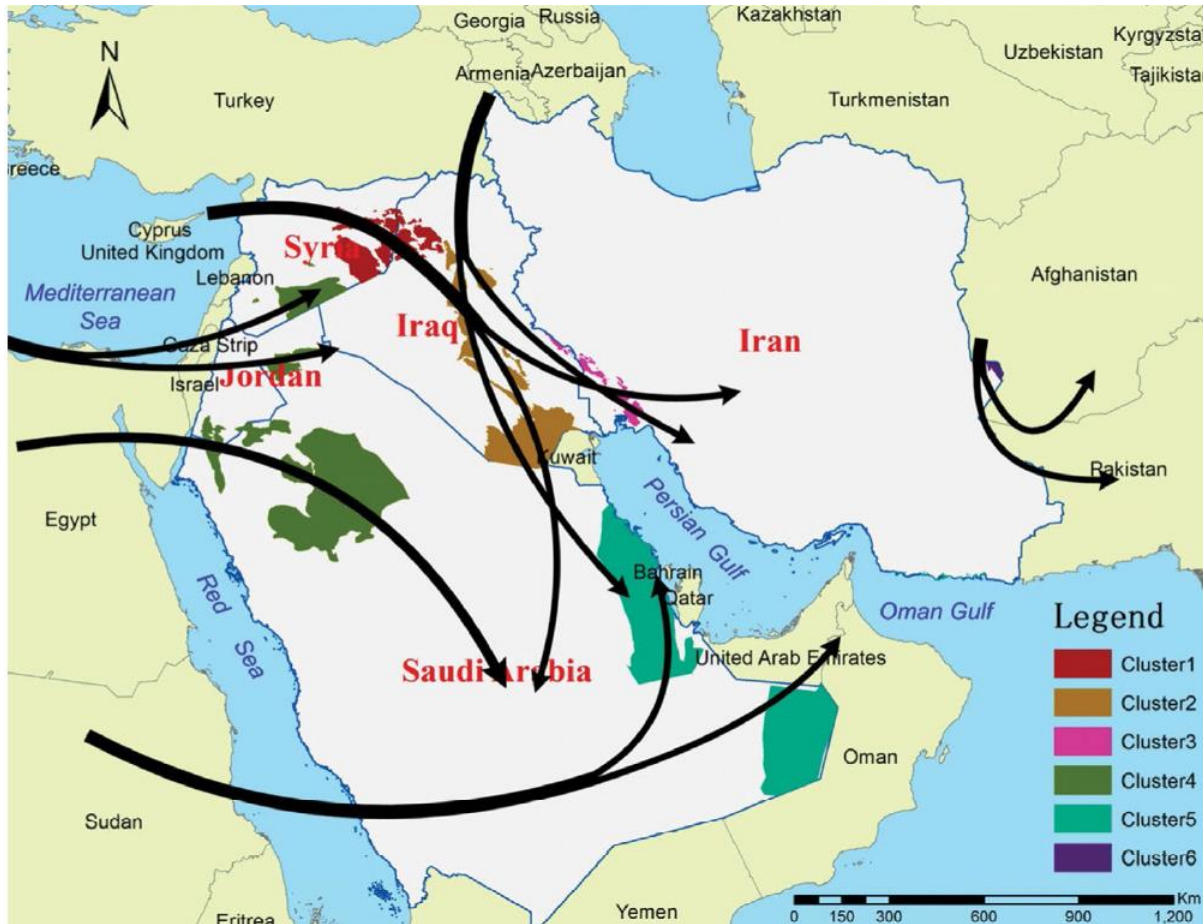 Georgia
Russia
Kazakhstan
Kyrgyzsta
Uzbekistan
Tajikistan
N
Armenia
Azerbaijan
Turkey
Turkmenistan
Greece
Cyprus
United Kingdom
Syria
Lebanon
Afghanistan
Mediterranean
Sea
Iraq
Iran
Gaza Strip
Israel
Jordan
Kuwait
Rakistan
Egypt
Persian Gulf
Red Sea
Bahrain
Qatar
Oman Gulf
United Arab Emirates
Saudi Arabia
Oman
Sudan
Eritrea
Yemen
Legend
Cluster1
Cluster2
Cluster3
Cluster4
Cluster5
Cluster6
Km
0 150 300 600 900 1,200